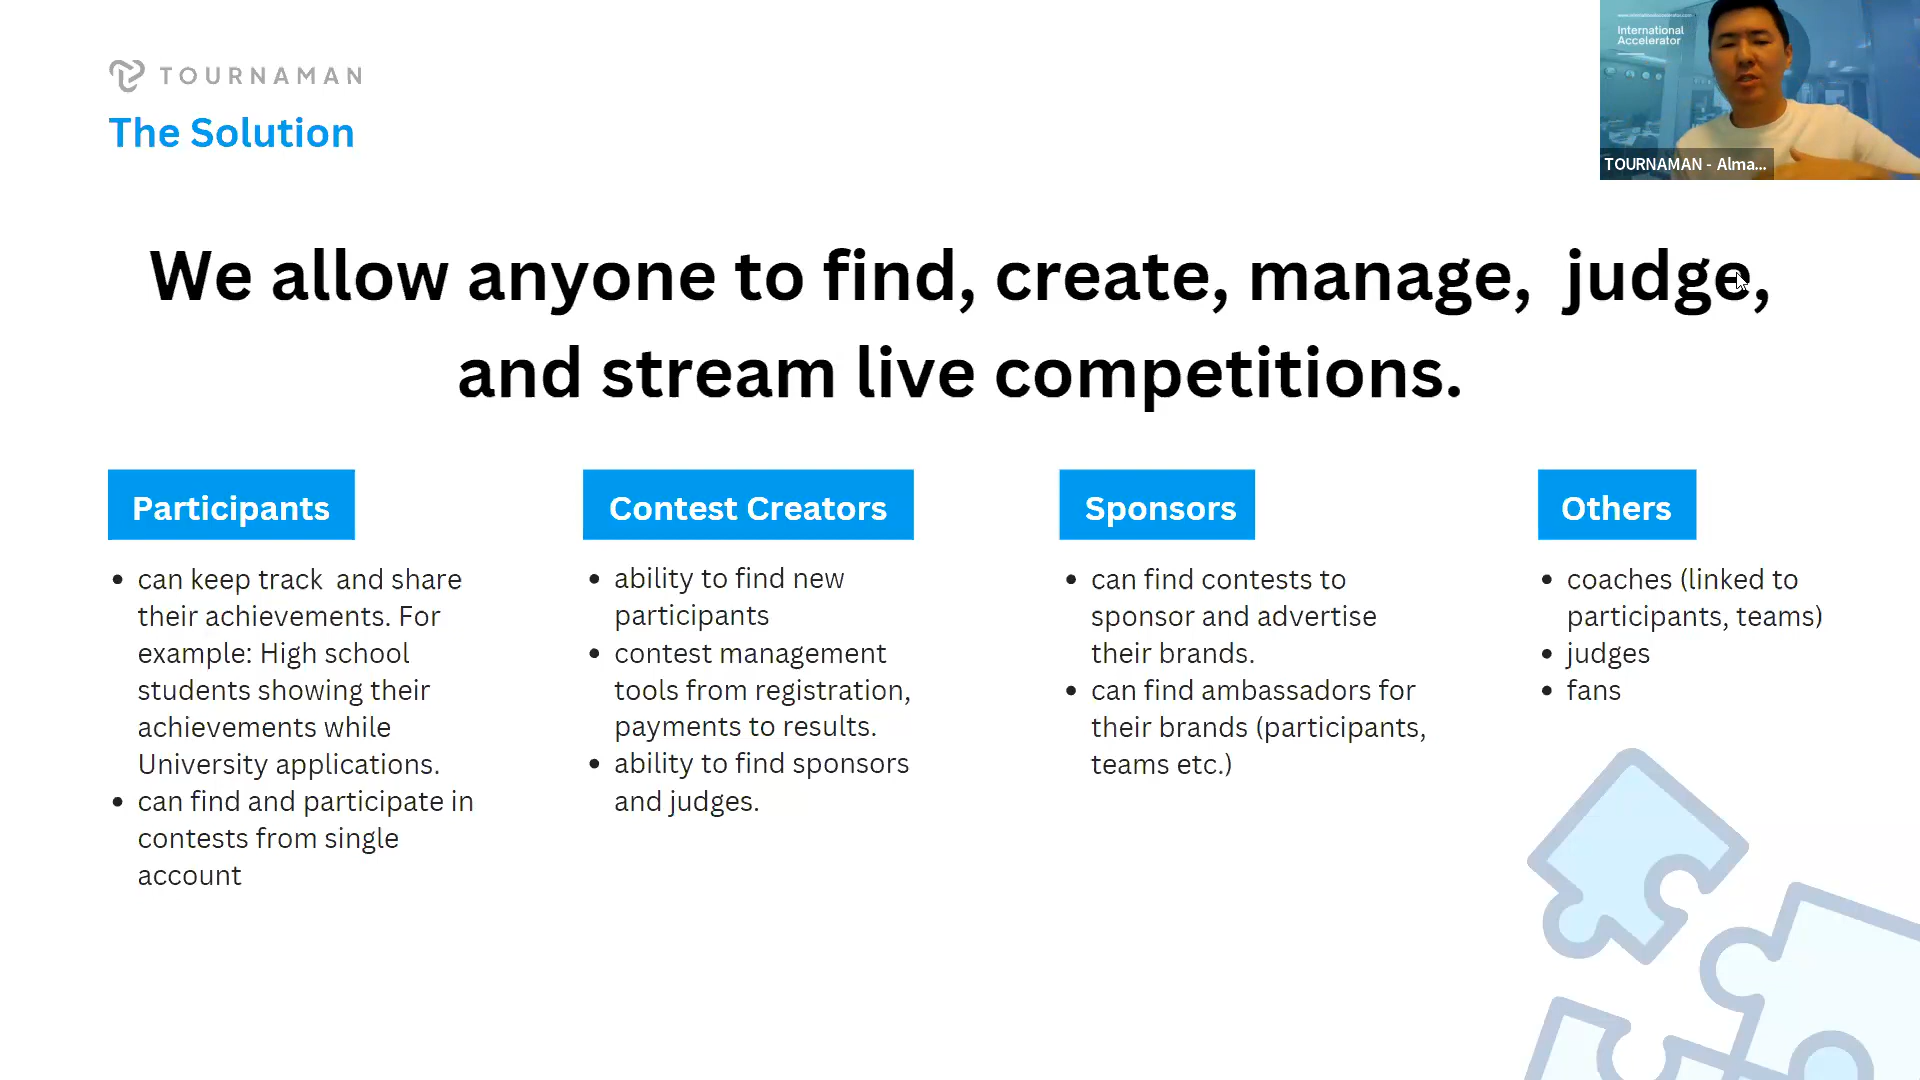 TOURNAMAN
The Solution
International
Accelerator
TOURNAMAN - Alma...
We allow anyone to find, create, manage, judge,
and stream live competitions.
Participants
can keep track and share
their achievements. For
example: High school
students showing their
achievements while
University applications.
can find and participate in
contests from single
account
Contest Creators
ability to find new
participants
contest management
tools from registration,
payments to results.
ability to find sponsors
and judges.
Sponsors
can find contests to
sponsor and advertise
their brands.
can find ambassadors for
their brands (participants,
teams etc.)
Others
coaches (linked to
participants, teams)
judges
fans